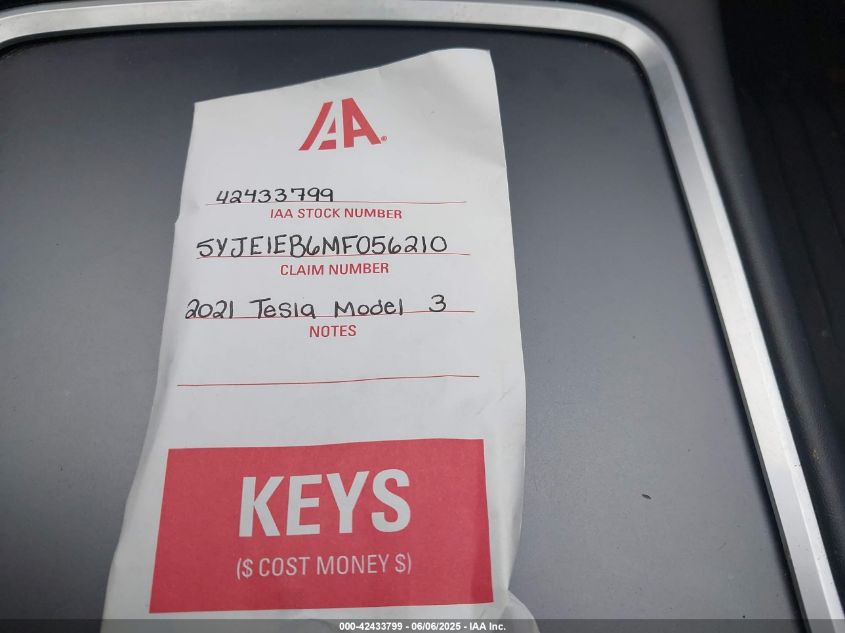 IAA®
42433799
IAA STOCK NUMBER
5YJE1EB6MF056210
CLAIM NUMBER
2021 Tesla Model 3
NOTES
KEYS
($ COST MONEY $)
000-42433799 - 06/06/2025 - IAA Inc.